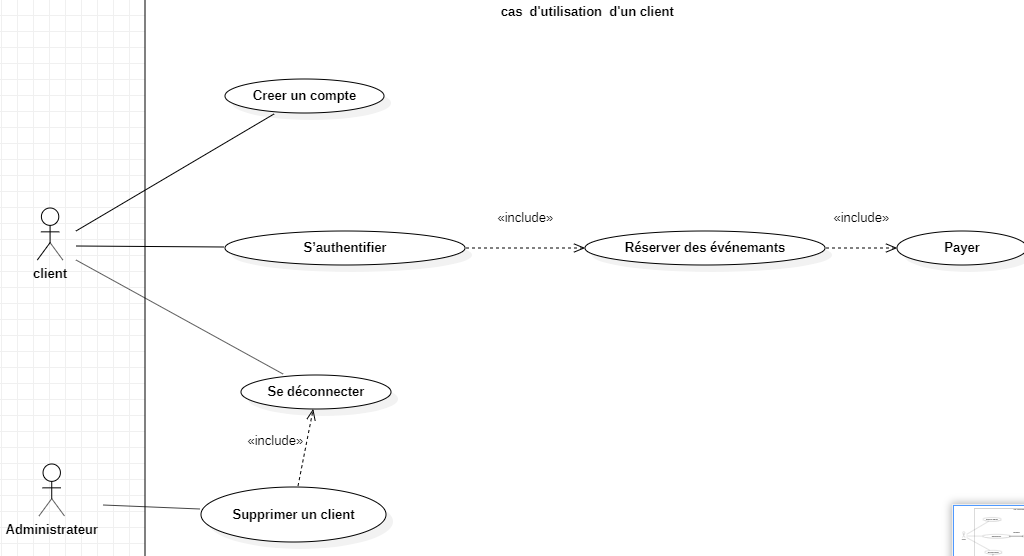 cas d'utilisation d'un client
Creer un compte
«include»
«include»
S'authentifier
Réserver des événemants
Payer
client
Se déconnecter
«include»
Supprimer un client
Administrateur